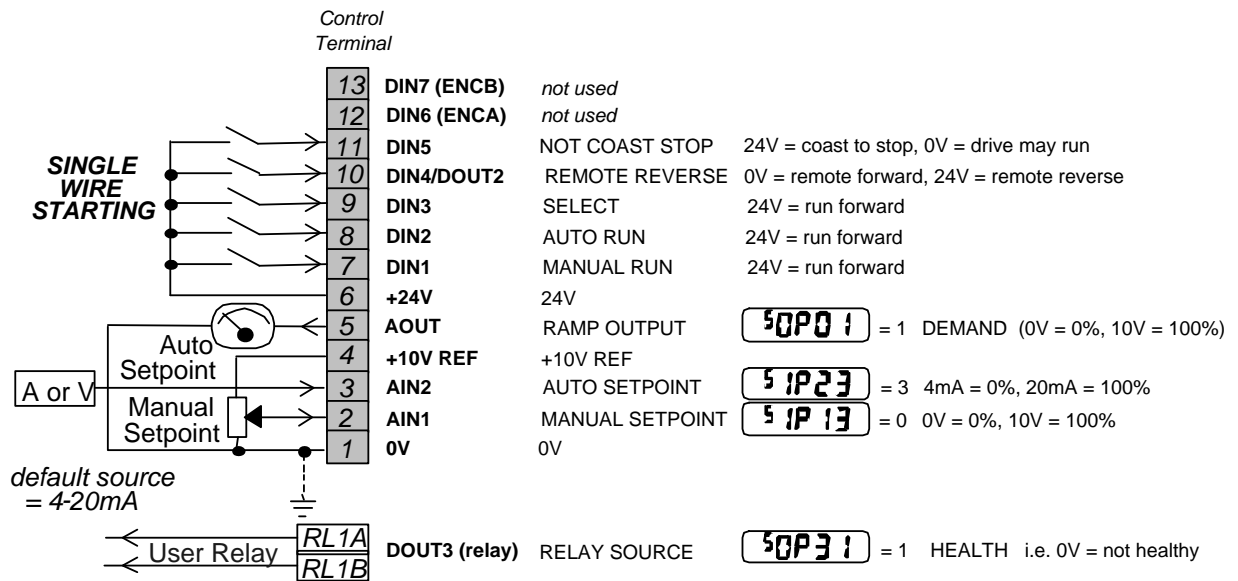 Control
Terminal
13 DIN7 (ENCB) not used
12 DIN6 (ENCA) not used
11 DIN5 NOT COAST STOP 24V = coast to stop, 0V = drive may run
10 DIN4/DOUT2 REMOTE REVERSE 0V = remote forward, 24V = remote reverse
9 DIN3 SELECT 24V = run forward
8 DIN2 AUTO RUN 24V = run forward
7 DIN1 MANUAL RUN 24V = run forward
6 +24V 24V
5 AOUT RAMP OUTPUT SOP01 = 1 DEMAND (0V = 0%, 10V = 100%)
4 +10V REF +10V REF
3 AIN2 AUTO SETPOINT SIP23 = 3 4mA = 0%, 20mA = 100%
2 AIN1 MANUAL SETPOINT SIP13 = 0 0V = 0%, 10V = 100%
1 0V 0V
SINGLE
WIRE
STARTING
Auto
Setpoint
A or V
Manual
Setpoint
default source
= 4-20mA
User Relay
RL1A
RL1B
DOUT3 (relay) RELAY SOURCE SOP31 = 1 HEALTH i.e. 0V = not healthy